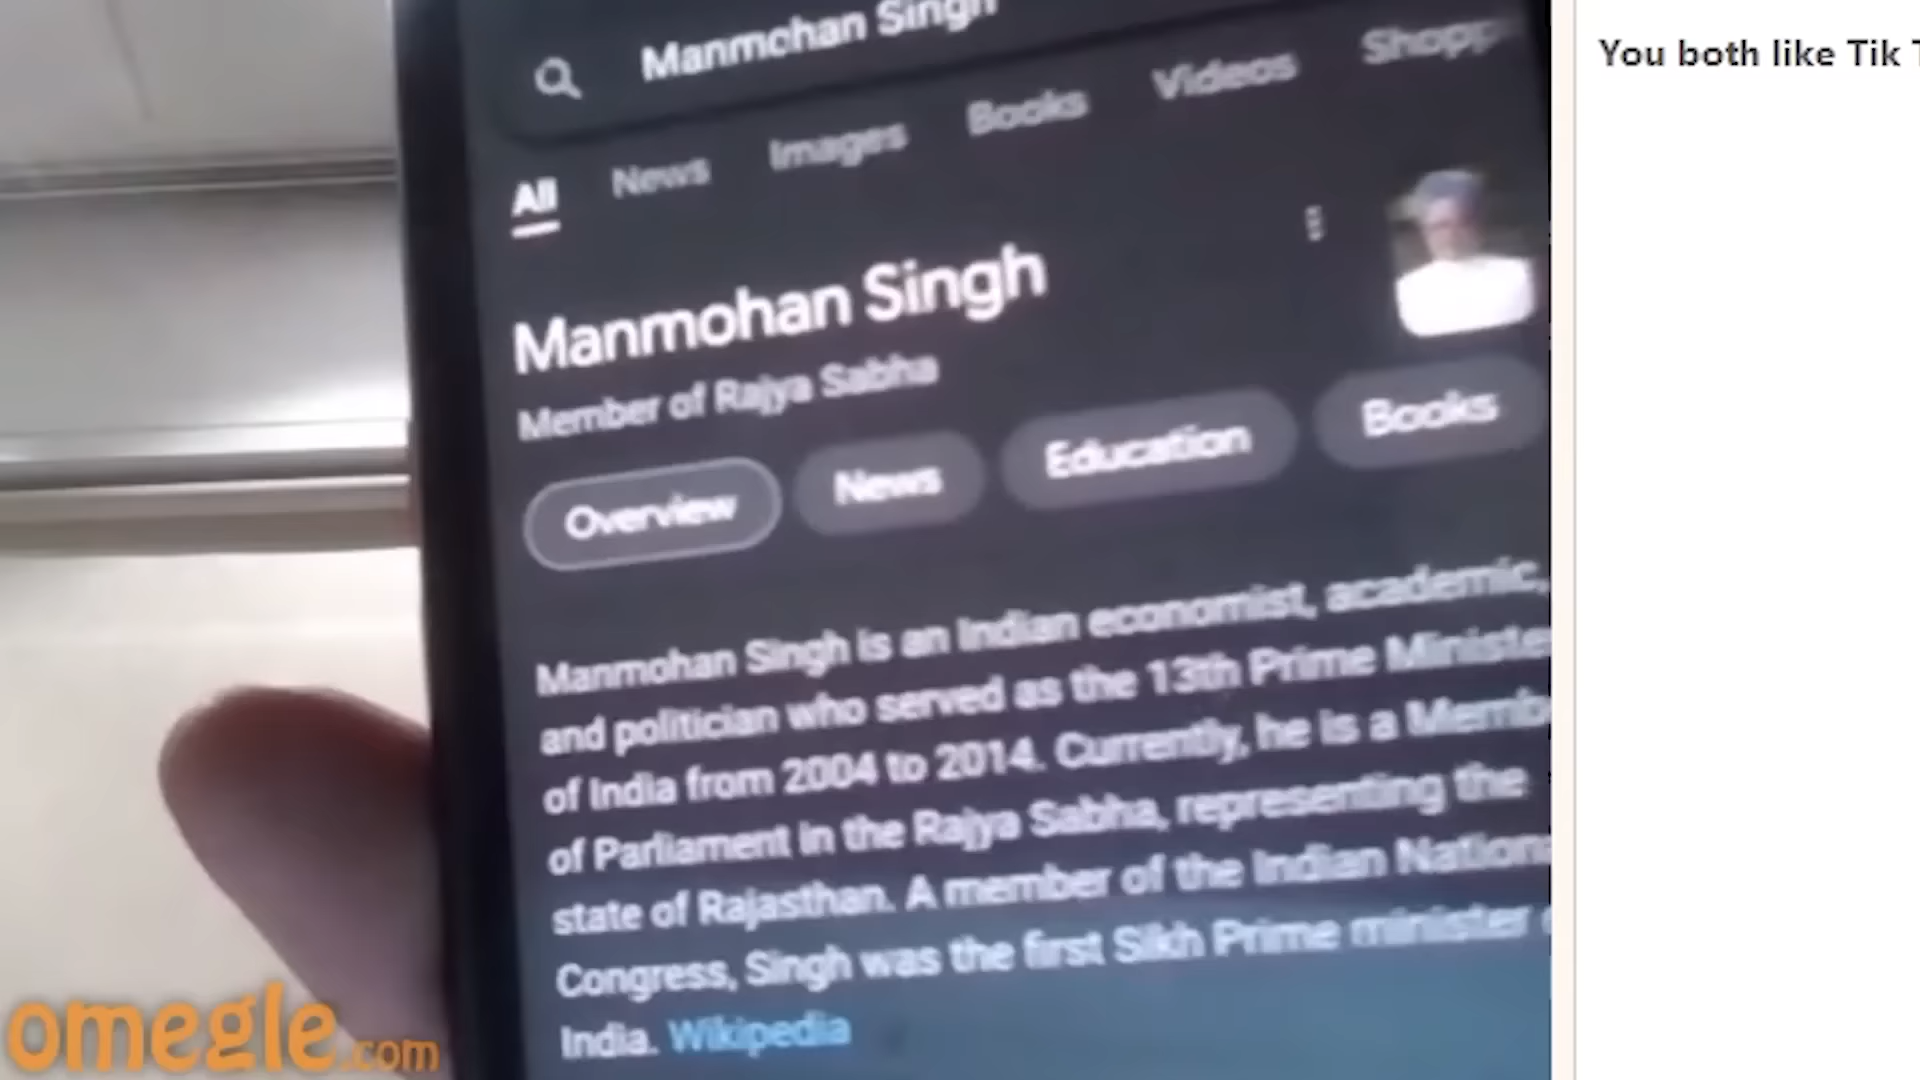 Manmohan Singh
You both like Tik
All News Images Books Videos Shopp
Manmohan Singh
Member of Rajya Sabha
Overview News Education Books
Manmohan Singh is an Indian economist, academic,
and politician who served as the 13th Prime Minister
of India from 2004 to 2014. Currently, he is a Memb
of Parliament in the Rajya Sabha, representing the
state of Rajasthan. A member of the Indian Nationa
Congress, Singh was the first Sikh Prime minister
India. Wikipedia
omegle.com